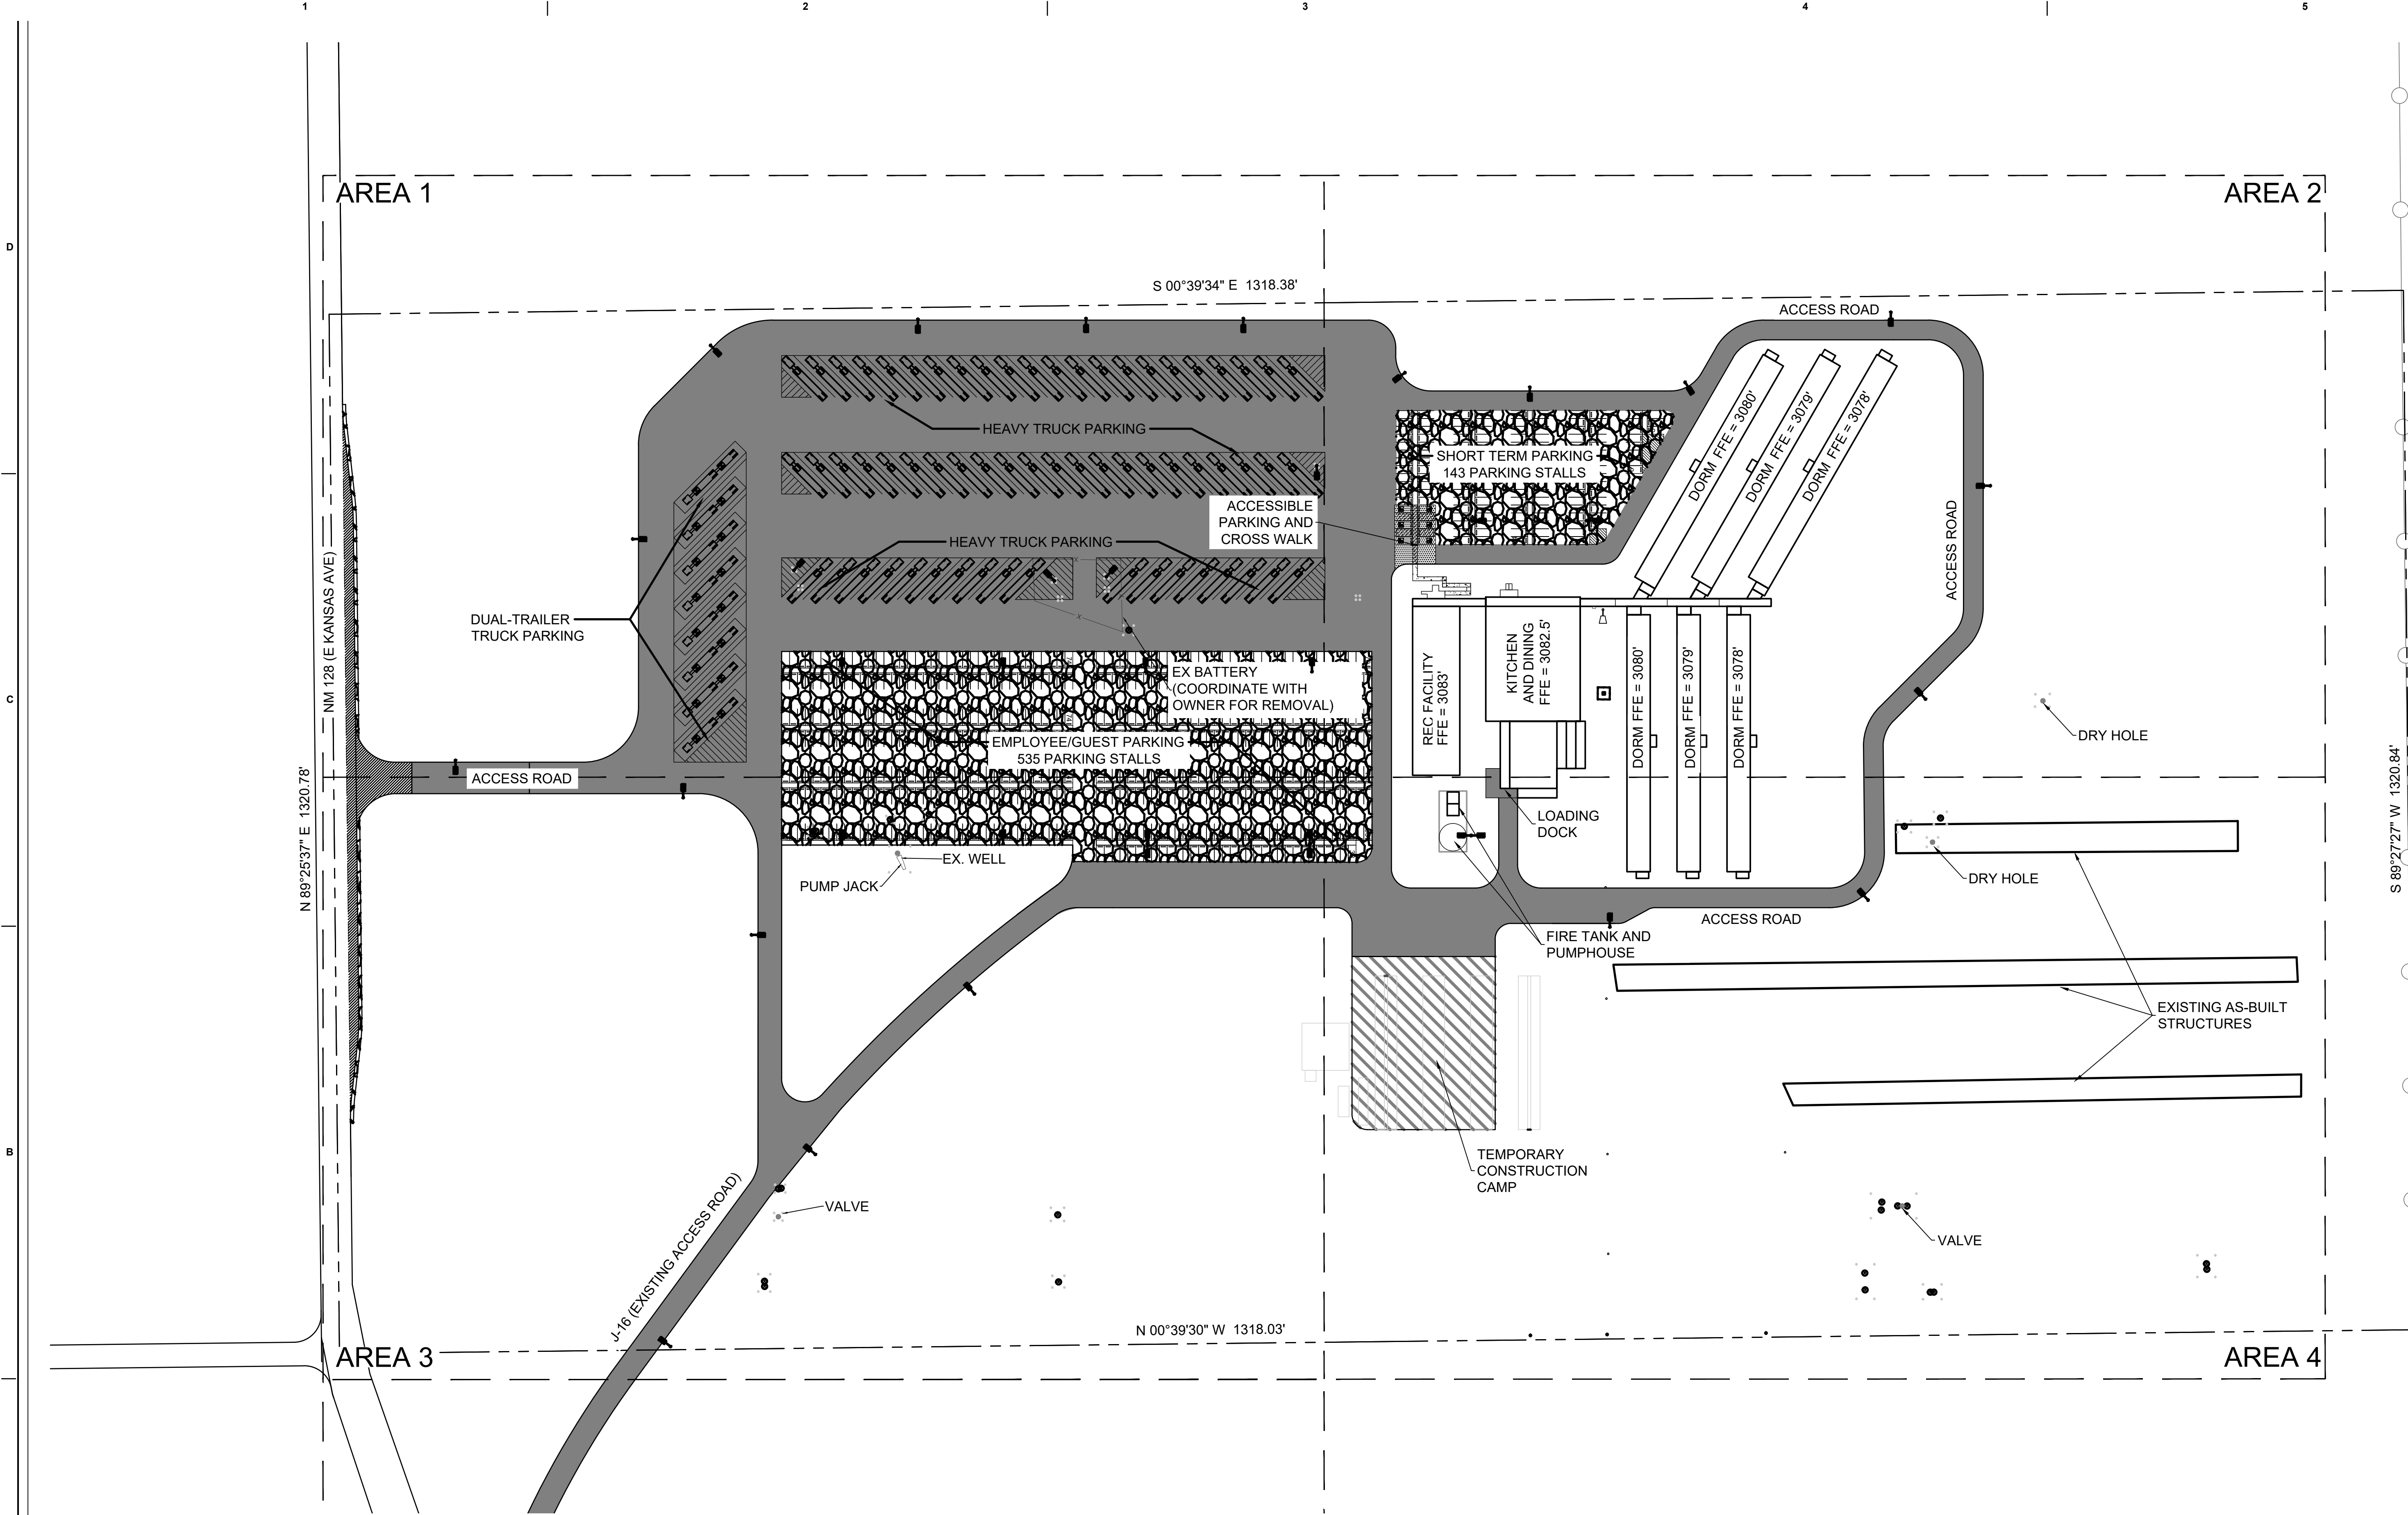 1 2 3 4 5
D
C
B
AREA 1
AREA 2
S 00°39'34" E 1318.38'
ACCESS ROAD
HEAVY TRUCK PARKING
SHORT TERM PARKING
143 PARKING STALLS
DORM FFE = 3080'
DORM FFE = 3079'
DORM FFE = 3078'
ACCESSIBLE
PARKING AND
CROSS WALK
HEAVY TRUCK PARKING
ACCESS ROAD
NM 128 (E KANSAS AVE)
DUAL-TRAILER
TRUCK PARKING
REC FACILITY
FFE = 3083'
KITCHEN
AND DINING
FFE = 3082.5'
DORM FFE = 3080'
DORM FFE = 3079'
DORM FFE = 3078'
EX BATTERY
(COORDINATE WITH
OWNER FOR REMOVAL)
DRY HOLE
EMPLOYEE/GUEST PARKING
535 PARKING STALLS
ACCESS ROAD
N 89°25'37" E 1320.78'
S 89°27'27" W 1320.84'
LOADING
DOCK
EX. WELL
PUMP JACK
DRY HOLE
ACCESS ROAD
FIRE TANK AND
PUMPHOUSE
EXISTING AS-BUILT
STRUCTURES
TEMPORARY
CONSTRUCTION
CAMP
J-16 (EXISTING ACCESS ROAD)
VALVE
VALVE
N 00°39'30" W 1318.03'
AREA 3
AREA 4